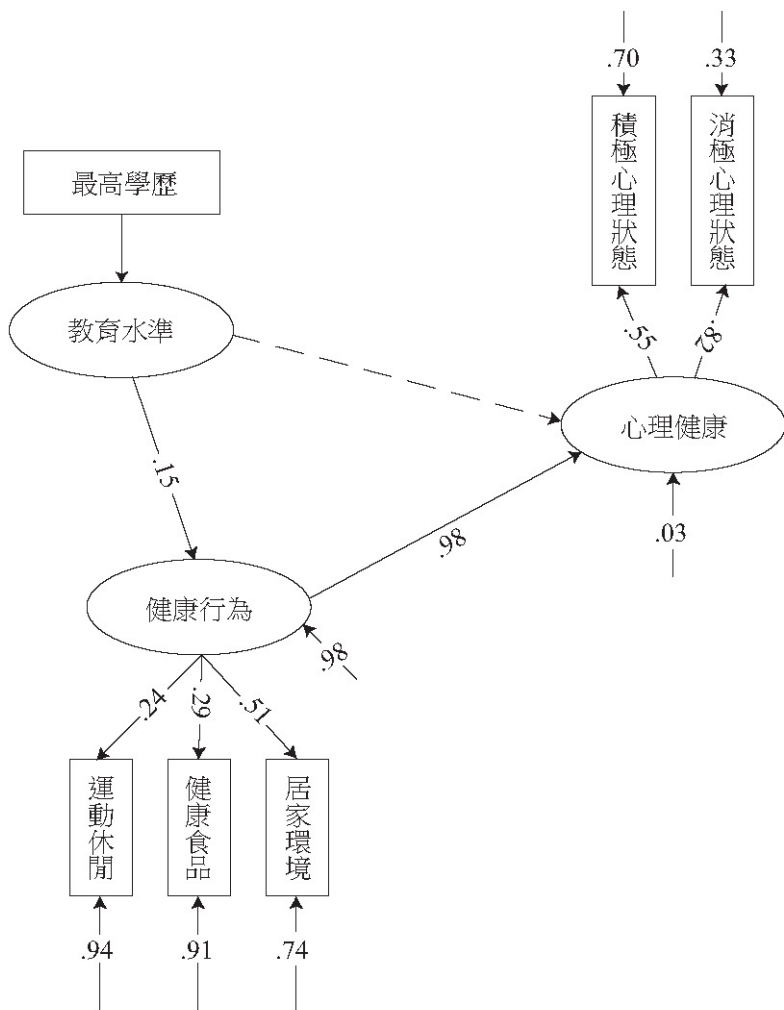 .70
.33
積極心理狀態
消極心理狀態
最高學歷
教育水準
.55
.82
心理健康
.15
.98
.03
健康行為
.98
.24
.29
.51
運動休閒
健康食品
居家環境
.94
.91
.74